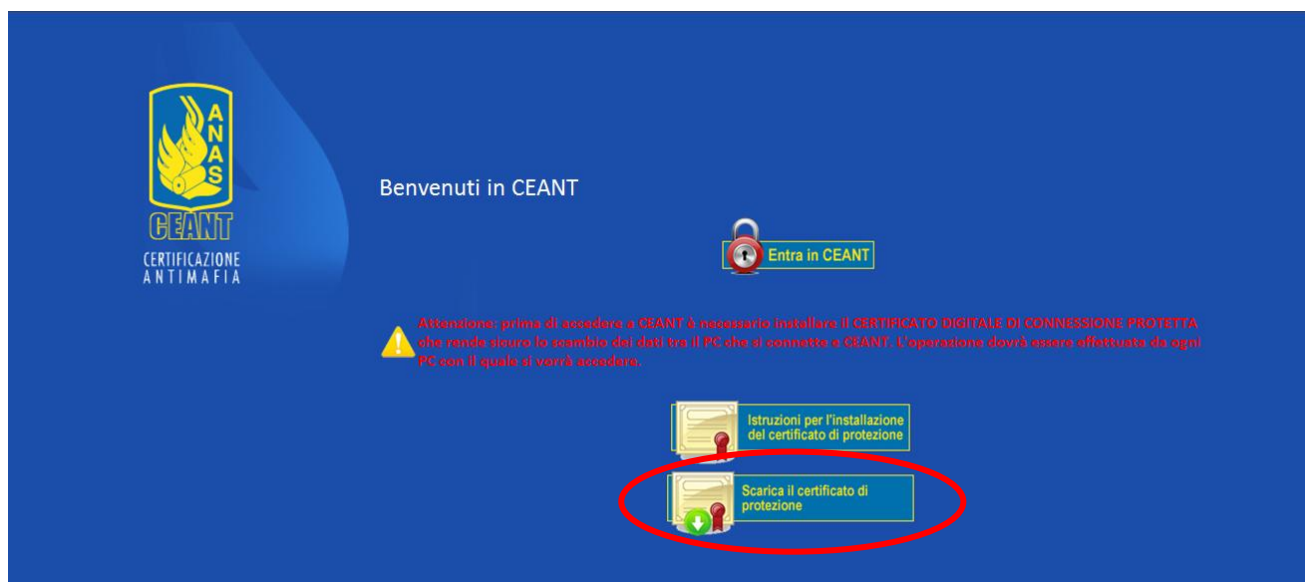 ANAS
CEANT
CERTIFICAZIONE
ANTIMAFIA
Benvenuti in CEANT
Entra in CEANT
Attenzione: prima di accedere a CEANT è necessario installare il CERTIFICATO DIGITALE DI CONNESSIONE PROTETTA
che rende sicuro lo scambio dei dati tra il PC che si connette e CEANT. L'operazione dovrà essere effettuata da ogni
PC con il quale si vorrà accedere.
Istruzioni per l'installazione
del certificato di protezione
Scarica il certificato di
protezione